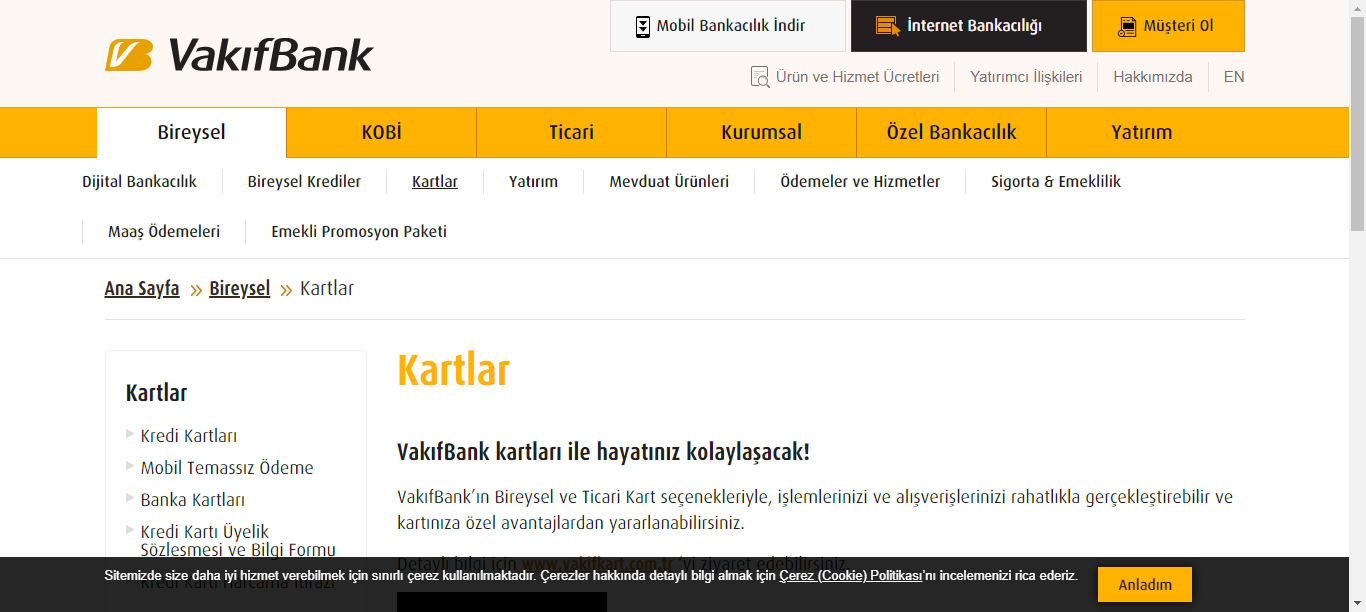 VakıfBank
Mobil Bankacılık İndir
İnternet Bankacılığı
Müşteri Ol
Ürün ve Hizmet Ücretleri
Yatırımcı İlişkileri
Hakkımızda
EN
Bireysel
KOBİ
Ticari
Kurumsal
Özel Bankacılık
Yatırım
Dijital Bankacılık
Bireysel Krediler
Kartlar
Yatırım
Mevduat Ürünleri
Ödemeler ve Hizmetler
Sigorta & Emeklilik
Maaş Ödemeleri
Emekli Promosyon Paketi
Ana Sayfa » Bireysel » Kartlar
Kartlar
Kredi Kartları
Mobil Temassız Ödeme
Banka Kartları
Kredi Kartı Üyelik
Sözleşmesi ve Bilgi Formu
Kredi Kartı Harcama İtirazı
Kartlar
VakıfBank kartları ile hayatınız kolaylaşacak!
VakıfBank’ın Bireysel ve Ticari Kart seçenekleriyle, işlemlerinizi ve alışverişlerinizi rahatlıkla gerçekleştirebilir ve
kartınıza özel avantajlardan yararlanabilirsiniz.
Detaylı bilgi için www.vakifkart.com.tr ‘yi ziyaret edebilirsiniz.
Sitemizde size daha iyi hizmet verebilmek için sınırlı çerez kullanılmaktadır. Çerezler hakkında detaylı bilgi almak için Çerez (Cookie) Politikası'nı incelemenizi rica ederiz.
Anladım